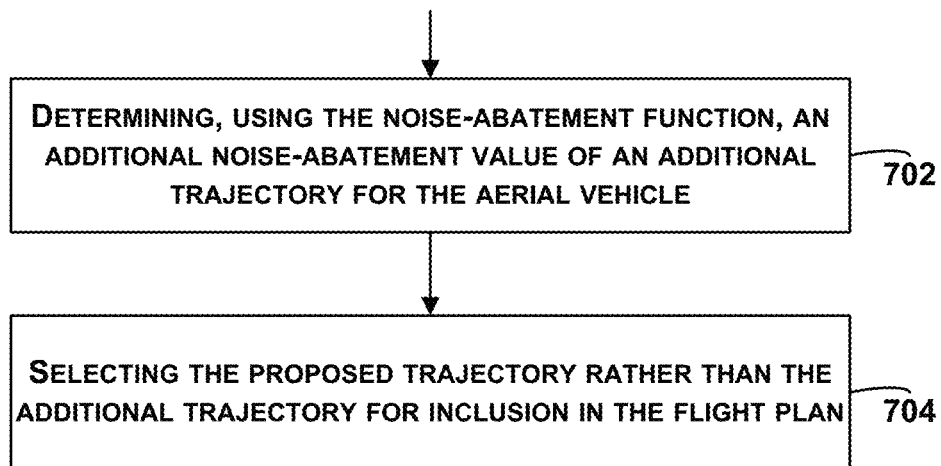 DETERMINING, USING THE NOISE-ABATEMENT FUNCTION, AN
ADDITIONAL NOISE-ABATEMENT VALUE OF AN ADDITIONAL
TRAJECTORY FOR THE AERIAL VEHICLE
702
SELECTING THE PROPOSED TRAJECTORY RATHER THAN THE
ADDITIONAL TRAJECTORY FOR INCLUSION IN THE FLIGHT PLAN
704